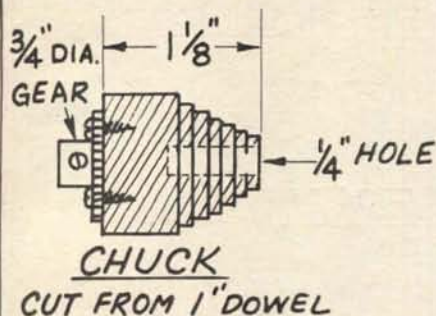 3/4" DIA.
GEAR
1 1/8"
1/4" HOLE
CHUCK
CUT FROM 1" DOWEL